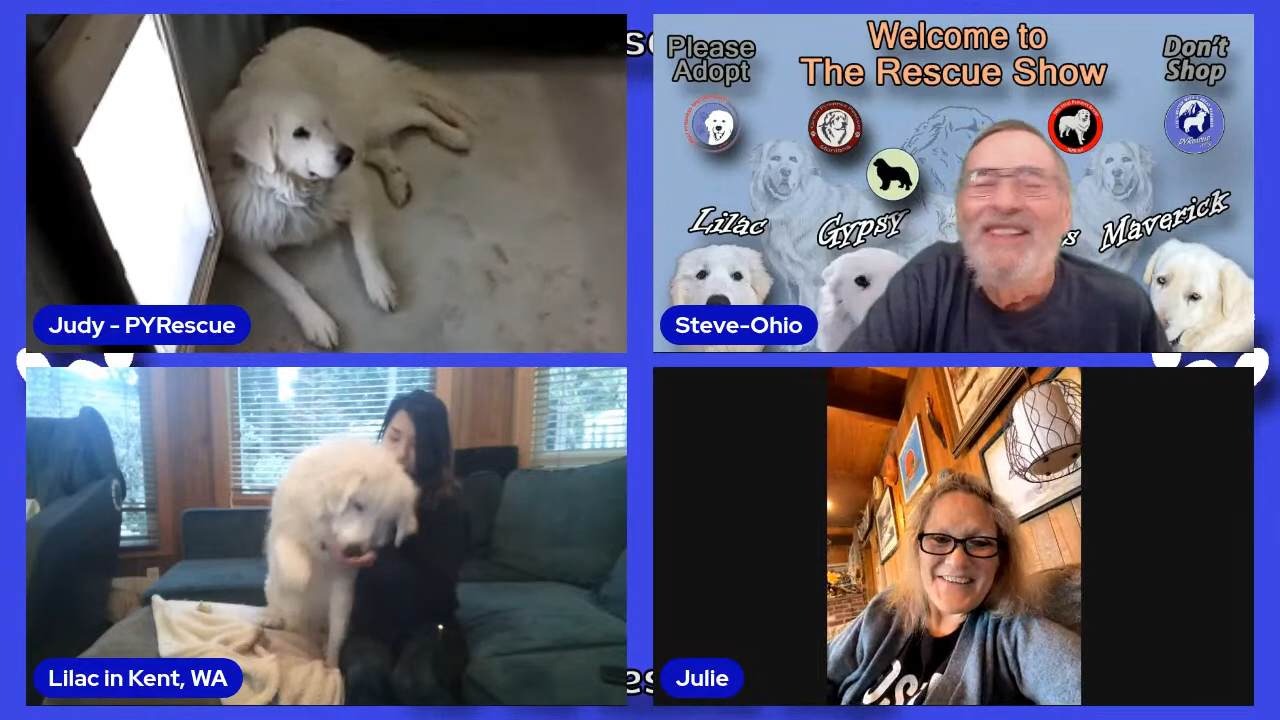 Please
Adopt
Welcome to
The Rescue Show
Don't
Shop
Lilac
Gypsy
Maverick
Judy - PYRescue
Steve-Ohio
Lilac in Kent, WA
Julie